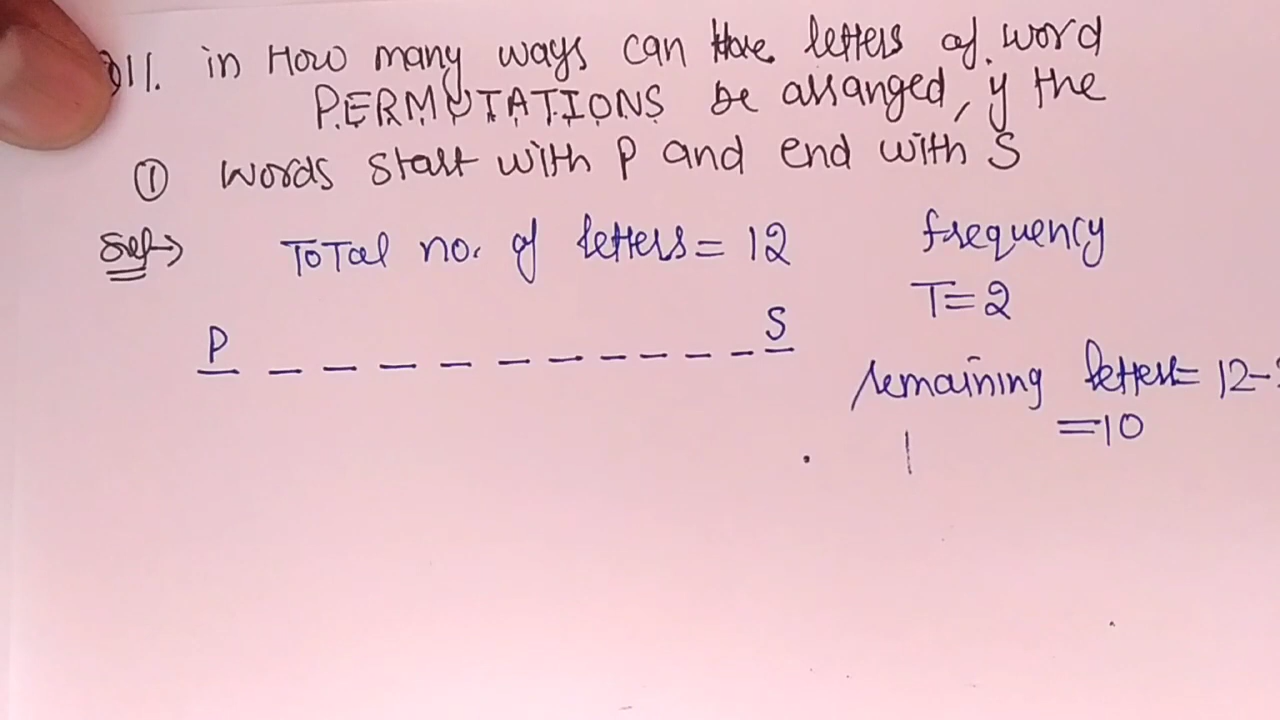 Q11. in How many ways can the letters of word
PERMUTATIONS be arranged, if the
① words start with P and end with S
Sol→ Total no. of letters = 12
frequency
T=2
P S
remaining letters= 12-
=10